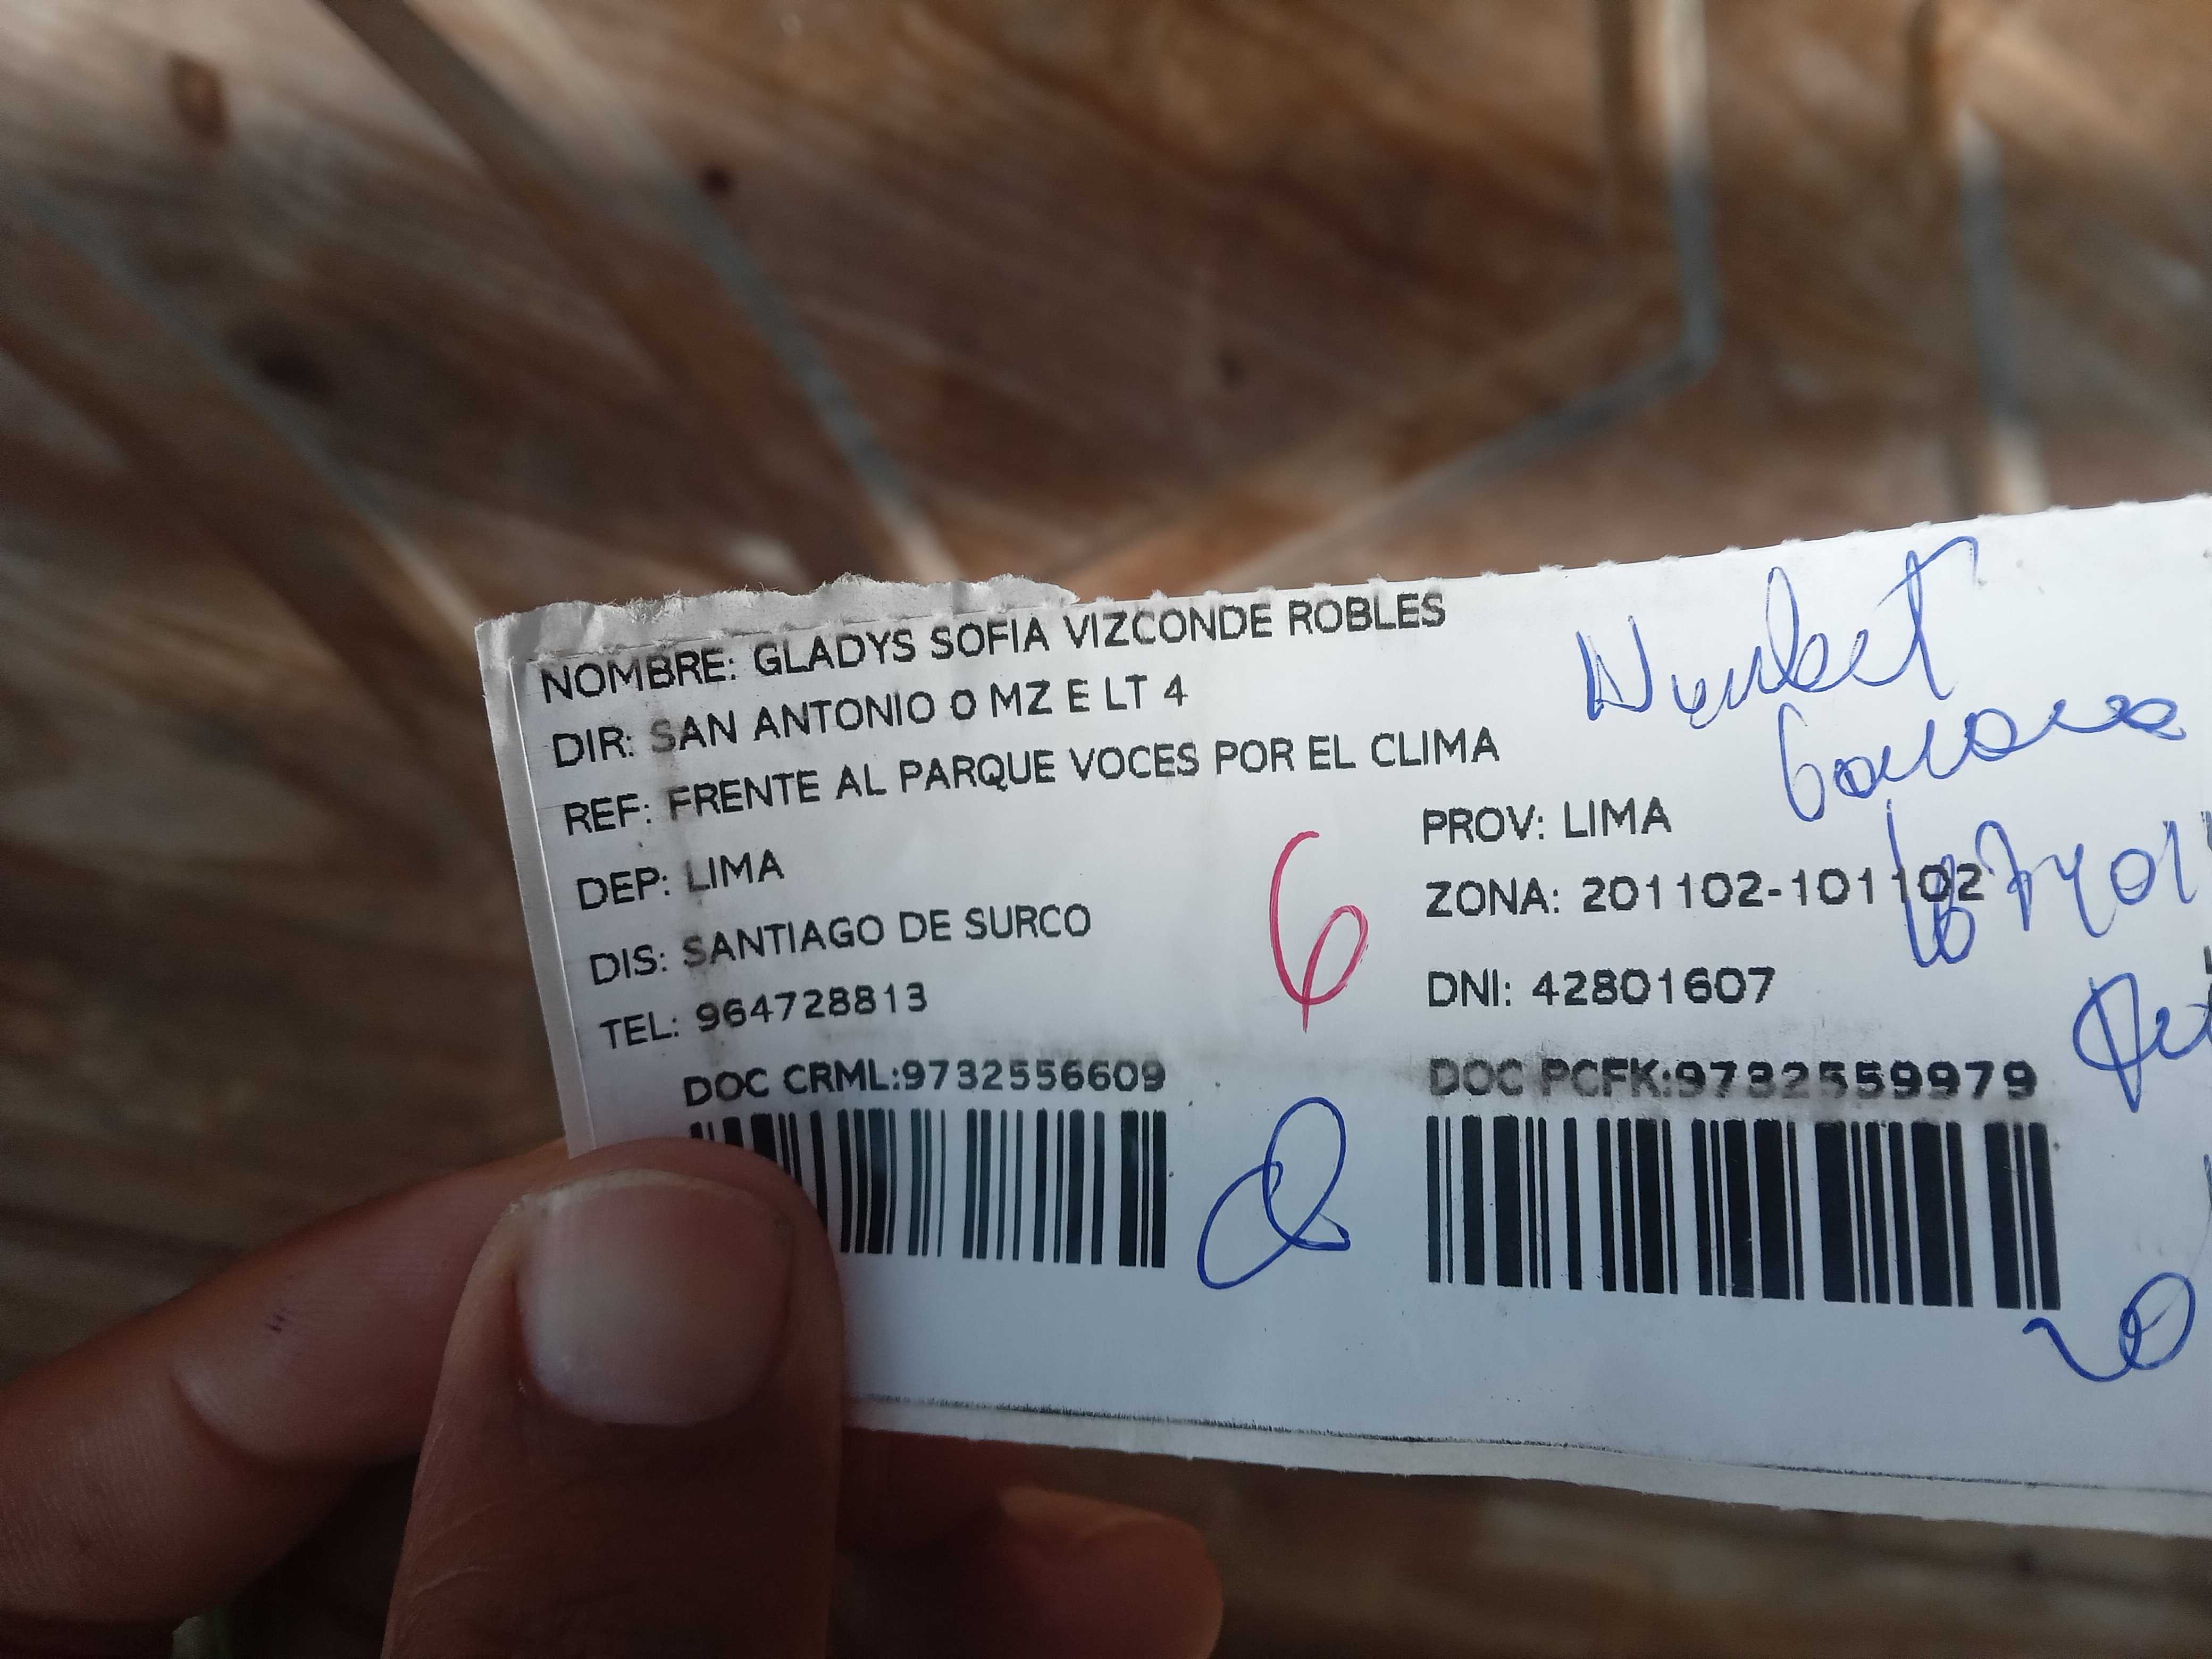 NOMBRE: GLADYS SOFIA VIZCONDE ROBLES
DIR: SAN ANTONIO O MZ E LT 4
REF: FRENTE AL PARQUE VOCES POR EL CLIMA
DEP: LIMA
PROV: LIMA
DIS: SANTIAGO DE SURCO
ZONA: 201102-101102
TEL: 964728813
DNI: 42801607
6
DOC CRML:9732556609
DOC PCFK:9732559979